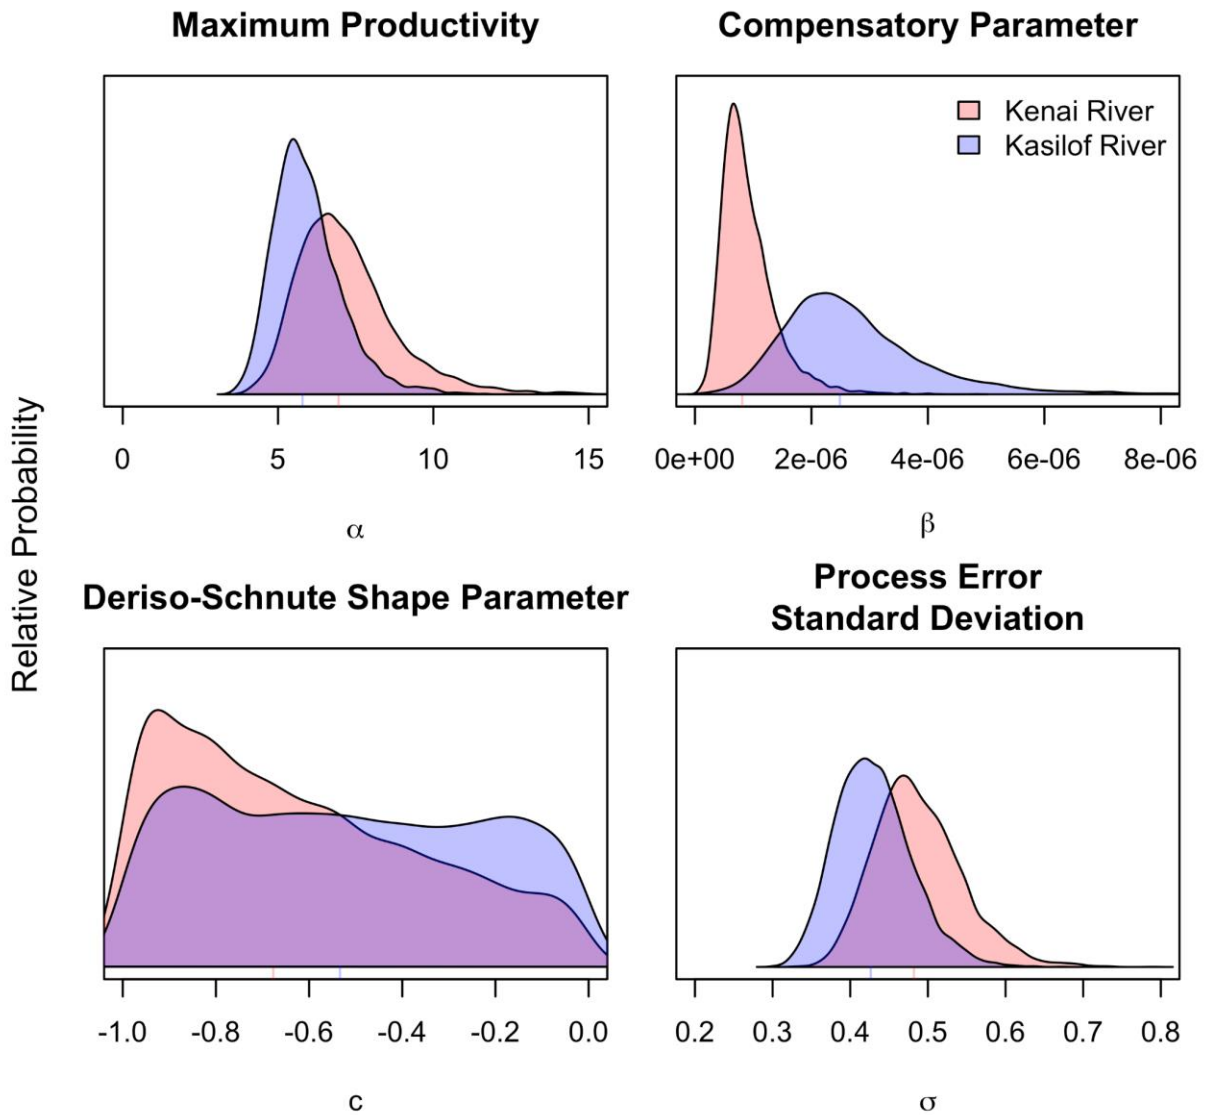 Maximum Productivity
Compensatory Parameter
Kenai River
Kasilof River
0 5 10 15
0e+00 2e-06 4e-06 6e-06 8e-06
α
β
Relative Probability
Deriso-Schnute Shape Parameter
Process Error
Standard Deviation
-1.0 -0.8 -0.6 -0.4 -0.2 0.0
0.2 0.3 0.4 0.5 0.6 0.7 0.8
c
σ